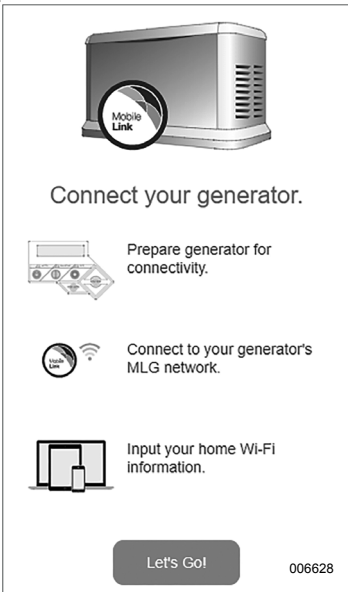 Mobile
Link
Connect your generator.
Prepare generator for
connectivity.
Mobile
Link
Connect to your generator's
MLG network.
Input your home Wi-Fi
information.
Let's Go!
006628